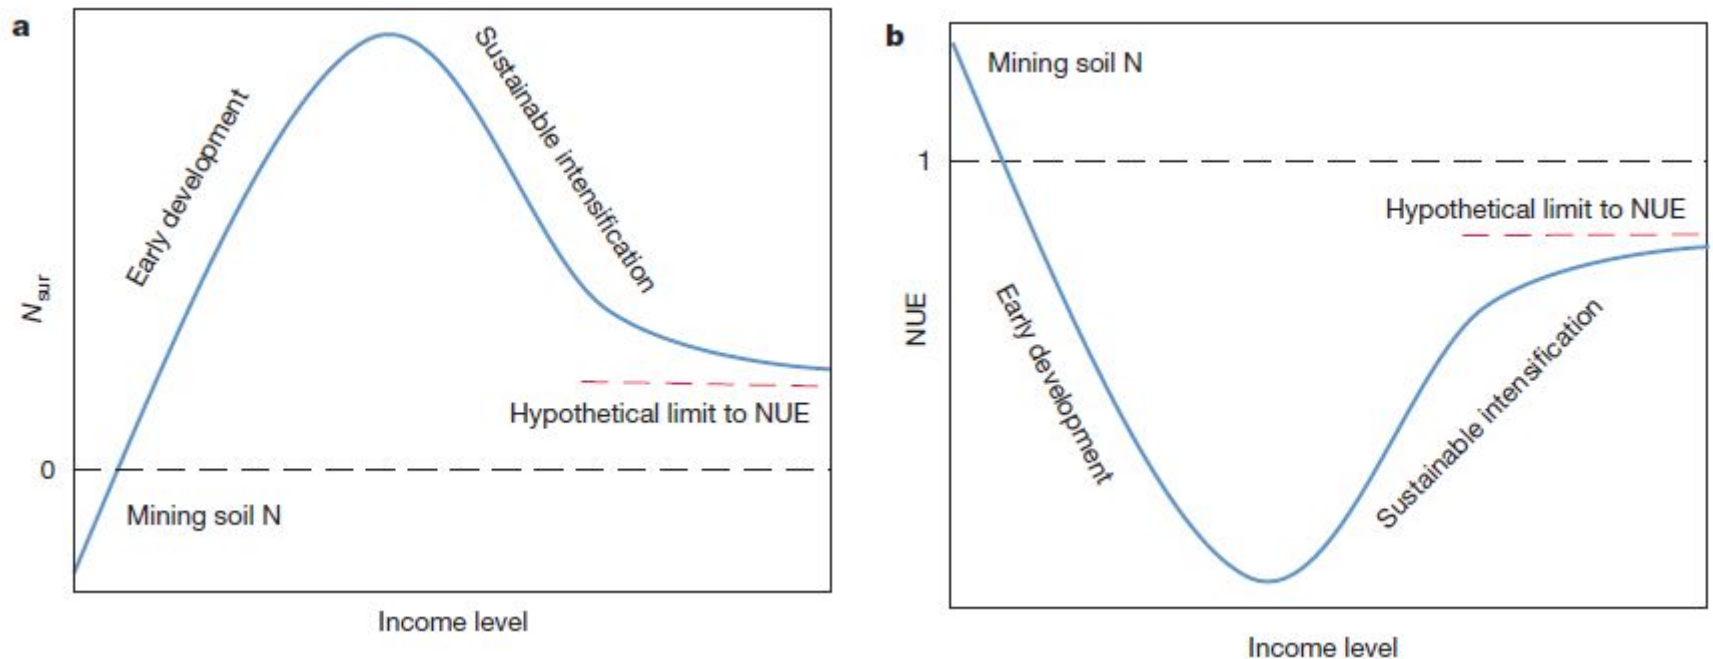 a
Early development
Sustainable intensification
N sur
Hypothetical limit to NUE
0
Mining soil N
Income level
b
Mining soil N
1
Hypothetical limit to NUE
NUE
Early development
Sustainable intensification
Income level